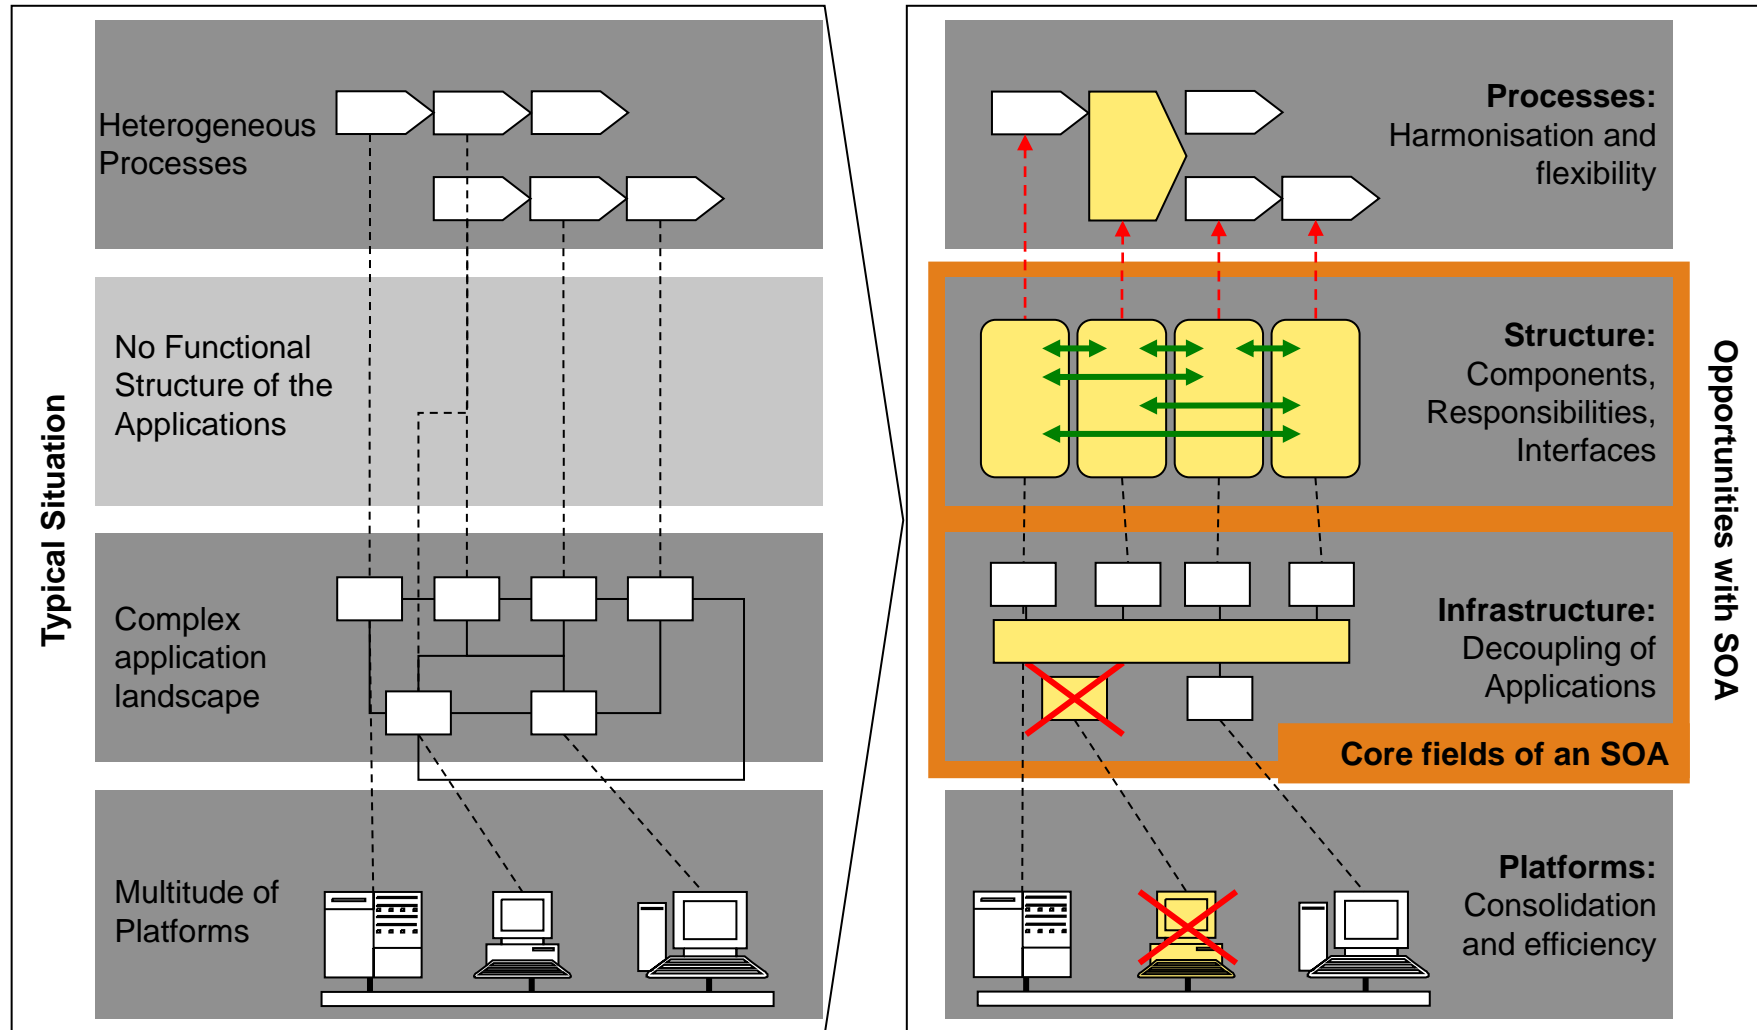 Typical Situation
Heterogeneous
Processes
No Functional
Structure of the
Applications
Complex
application
landscape
Multitude of
Platforms
Processes:
Harmonisation and
flexibility
Structure:
Components,
Responsibilities,
Interfaces
Infrastructure:
Decoupling of
Applications
Core fields of an SOA
Platforms:
Consolidation
and efficiency
Opportunities with SOA